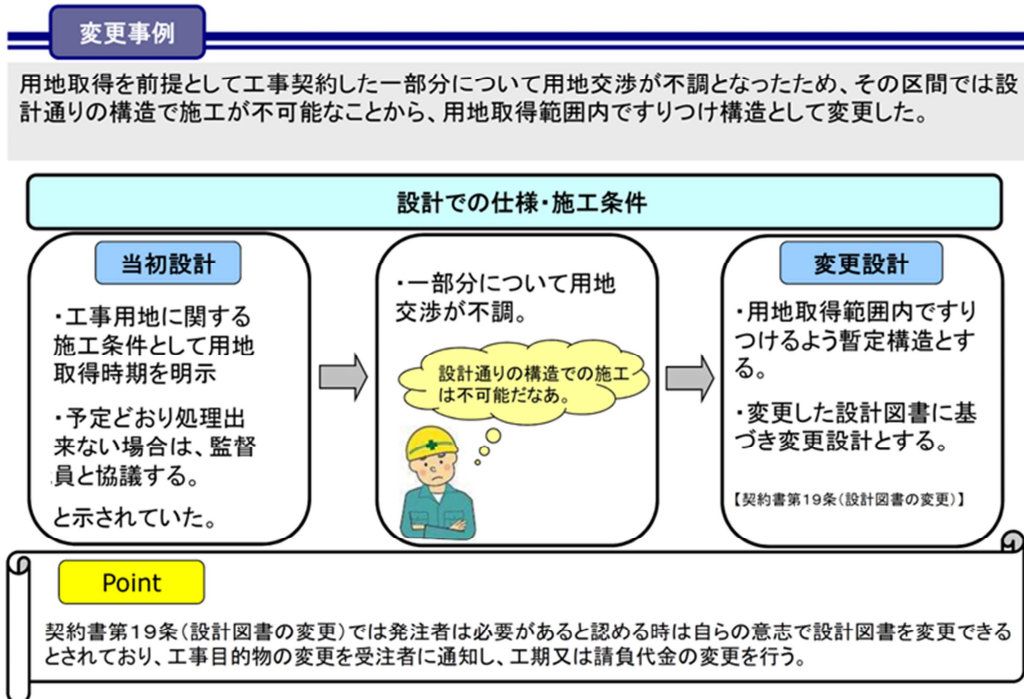 変更事例
用地取得を前提として工事契約した一部分について用地交渉が不調となったため、その区間では設
計通りの構造で施工が不可能なことから、用地取得範囲内ですりつけ構造として変更した。
設計での仕様・施工条件
当初設計
・工事用地に関する
施工条件として用地
取得時期を明示
・予定どおり処理出
来ない場合は、監督
員と協議する。
と示されていた。
・一部分について用地
交渉が不調。
設計通りの構造での施工
は不可能だなあ。
変更設計
・用地取得範囲内ですり
つけるよう暫定構造とす
る。
・変更した設計図書に基
づき変更設計とする。
【契約書第19条(設計図書の変更)】
Point
契約書第19条(設計図書の変更)では発注者は必要があると認める時は自らの意志で設計図書を変更できる
とされており、工事目的物の変更を受注者に通知し、工期又は請負代金の変更を行う。